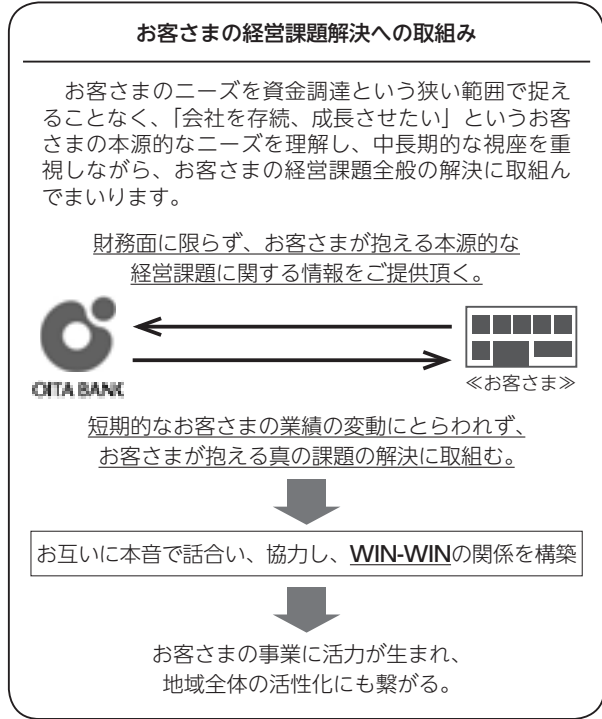 お客さまの経営課題解決への取組み
お客さまのニーズを資金調達という狭い範囲で捉え
ることなく、「会社を存続、成長させたい」というお客
さまの本源的なニーズを理解し、中長期的な視座を重
視しながら、お客さまの経営課題全般の解決に取組ん
でまいります。
財務面に限らず、お客さまが抱える本源的な
経営課題に関する情報をご提供頂く。
OITA BANK
≪お客さま≫
短期的なお客さまの業績の変動にとらわれず、
お客さまが抱える真の課題の解決に取組む。
お互いに本音で話合い、協力し、WIN-WINの関係を構築
お客さまの事業に活力が生まれ、
地域全体の活性化にも繋がる。